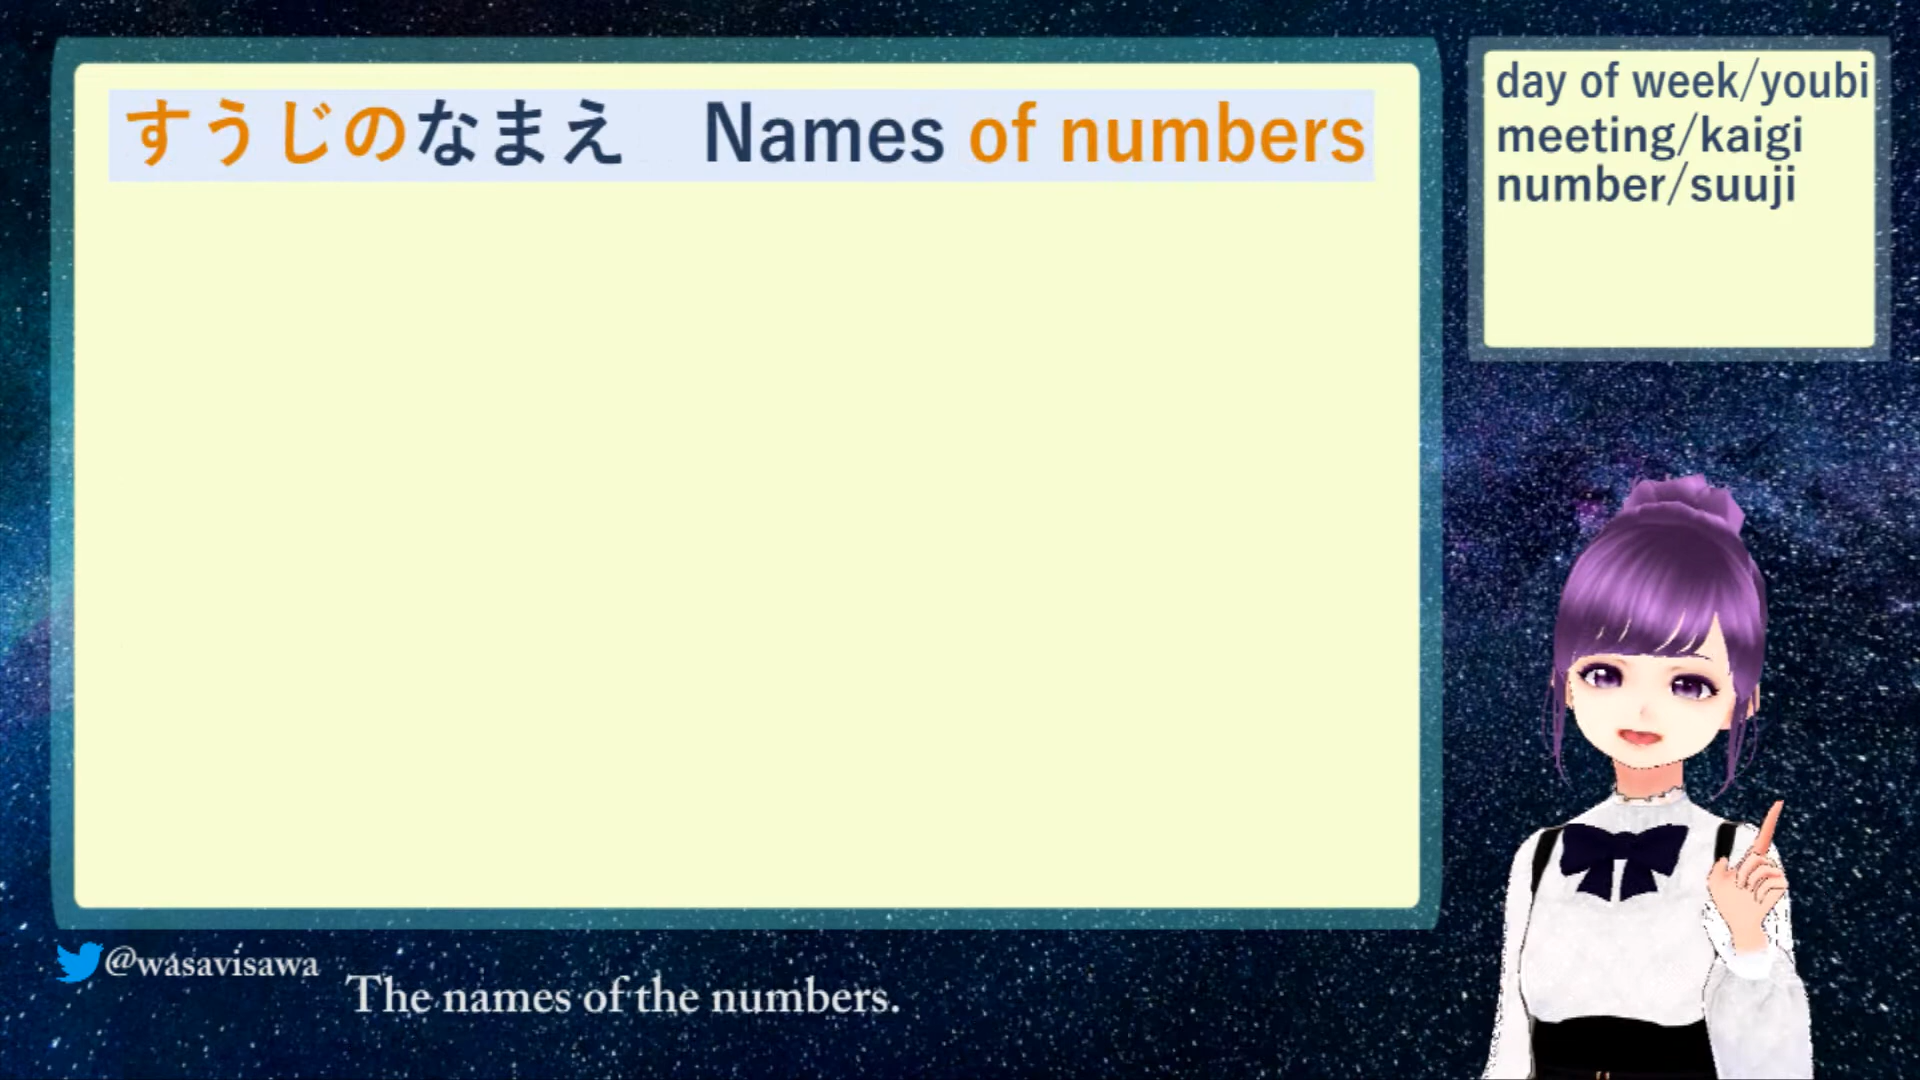 すうじのなまえ　Names of numbers
day of week/youbi
meeting/kaigi
number/suuji
@wasavisawa
The names of the numbers.